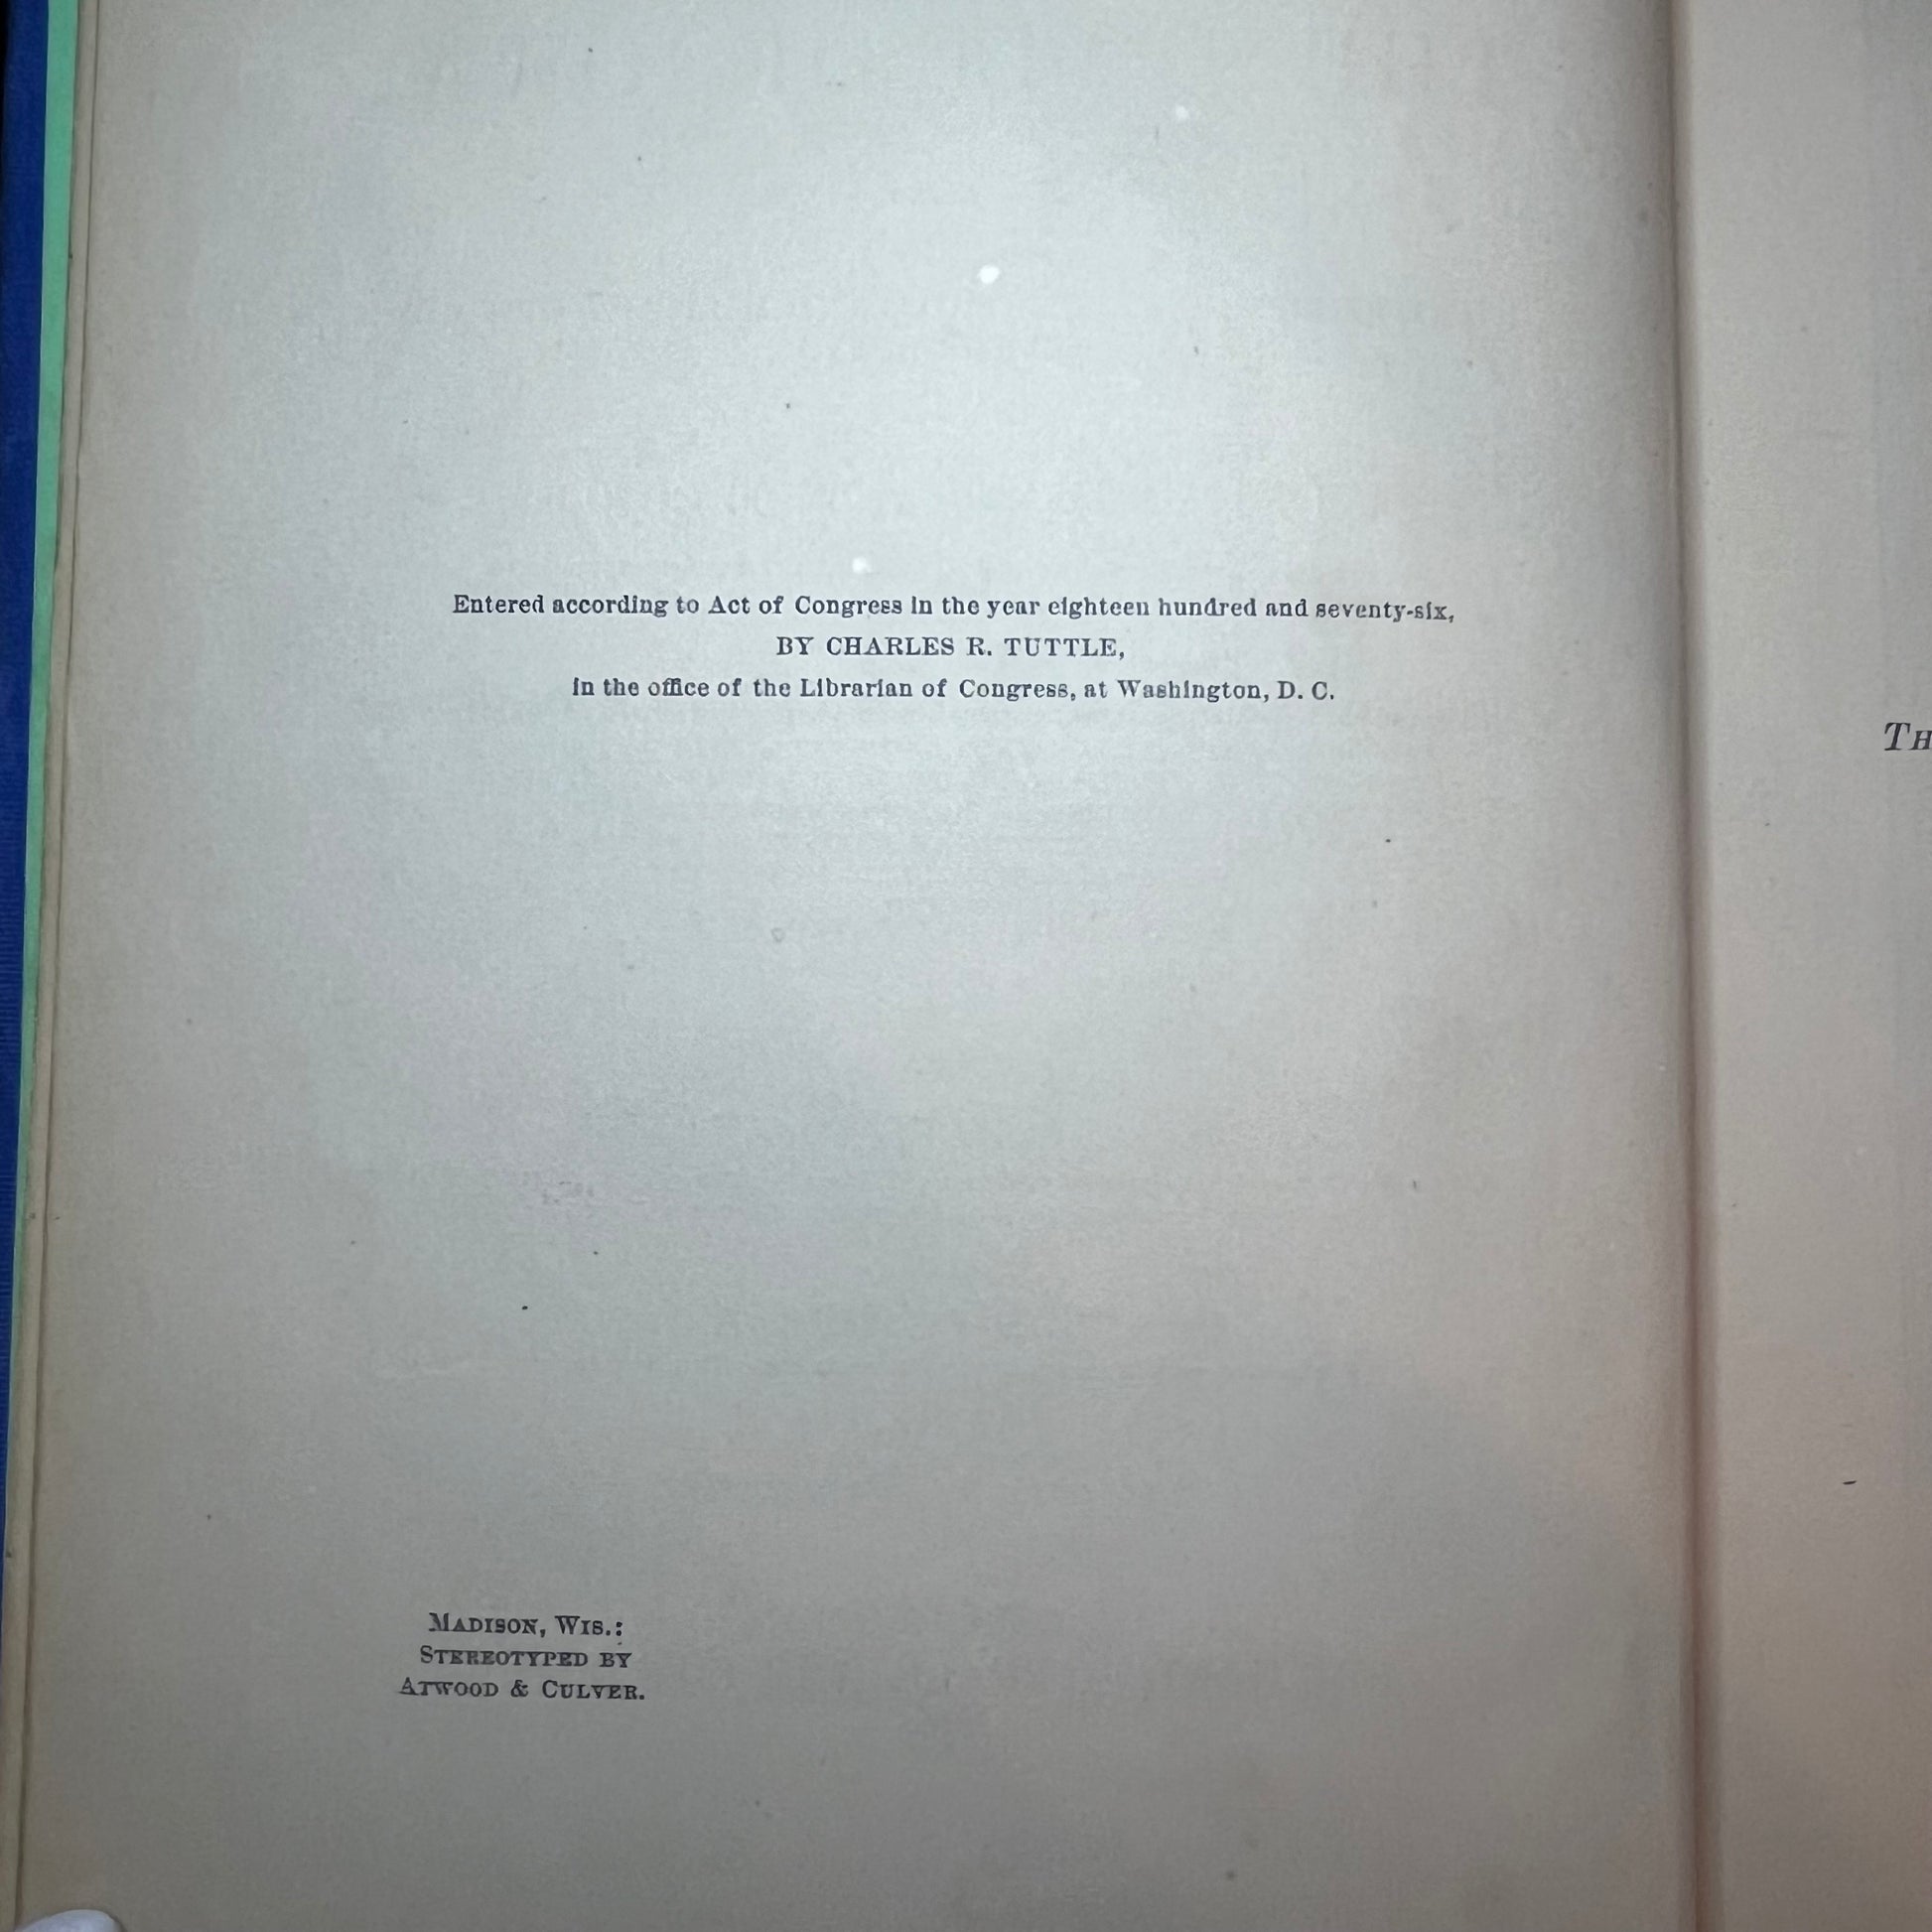 Entered according to Act of Congress in the year eighteen hundred and seventy-six,
BY CHARLES R. TUTTLE,
in the office of the Librarian of Congress, at Washington, D. C.
TH
MADISON, WIS.:
STEREOTYPED BY
ATWOOD & CULVER.